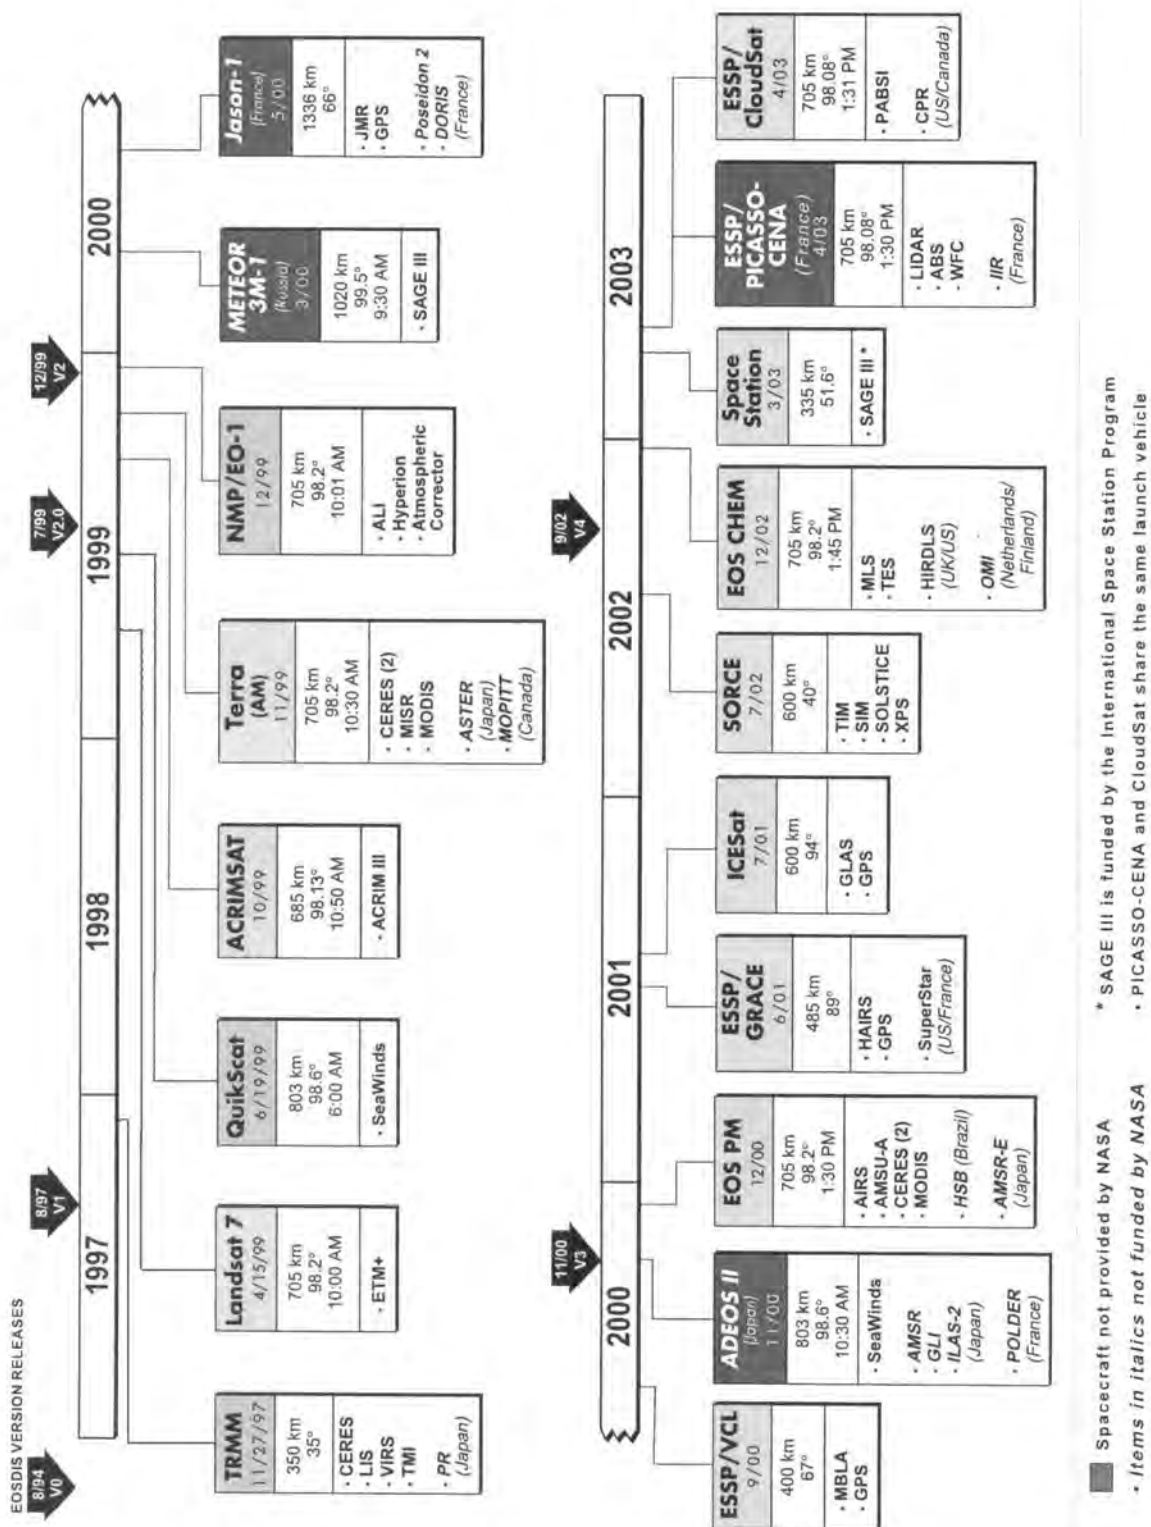 EOSDIS VERSION RELEASES
8/94
V0
8/97
V1
7/99
V2.0
12/99
V2
1997
1998
1999
2000
TRMM
11/27/97
350 km
35°
· CERES
· LIS
· VIRS
· TMI
· PR
(Japan)
Landsat 7
4/15/99
705 km
98.2°
10:00 AM
· ETM+
QuikScat
6/19/99
803 km
98.6°
6:00 AM
· SeaWinds
ACRIMSAT
10/99
685 km
98.13°
10:50 AM
· ACRIM III
Terra
(AM)
11/99
705 km
98.2°
10:30 AM
· CERES (2)
· MISR
· MODIS
· ASTER
(Japan)
· MOPITT
(Canada)
NMP/EO-1
12/99
705 km
98.2°
10:01 AM
· ALI
· Hyperion
· Atmospheric
Corrector
METEOR
3M-1
(Russia)
3/00
1020 km
99.5°
9:30 AM
· SAGE III
Jason-1
(France)
5/00
1336 km
66°
· JMR
· GPS
· Poseidon 2
· DORIS
(France)
11/00
V3
9/02
V4
2000
2001
2002
2003
ESSP/VCL
9/00
400 km
67°
· MBLA
· GPS
ADEOS II
(Japan)
11/00
803 km
98.6°
10:30 AM
· SeaWinds
· AMSR
· GLI
· ILAS-2
(Japan)
· POLDER
(France)
EOS PM
12/00
705 km
98.2°
1:30 PM
· AIRS
· AMSU-A
· CERES (2)
· MODIS
· HSB (Brazil)
· AMSR-E
(Japan)
ESSP/
GRACE
6/01
485 km
89°
· HAIRS
· GPS
· SuperStar
(US/France)
ICESat
7/01
600 km
94°
· GLAS
· GPS
SORCE
7/02
600 km
40°
· TIM
· SIM
· SOLSTICE
· XPS
EOS CHEM
12/02
705 km
98.2°
1:45 PM
· MLS
· TES
· HIRDLS
(UK/US)
· OMI
(Netherlands/
Finland)
Space
Station
3/03
335 km
51.6°
· SAGE III *
ESSP/
PICASSO-
CENA
(France)
4/03
705 km
98.08°
1:30 PM
· LIDAR
· ABS
· WFC
· IIR
(France)
ESSP/
CloudSat
4/03
705 km
98.08°
1:31 PM
· PABSI
· CPR
(US/Canada)
Spacecraft not provided by NASA
· Items in italics not funded by NASA
* SAGE III is funded by the International Space Station Program
· PICASSO-CENA and CloudSat share the same launch vehicle